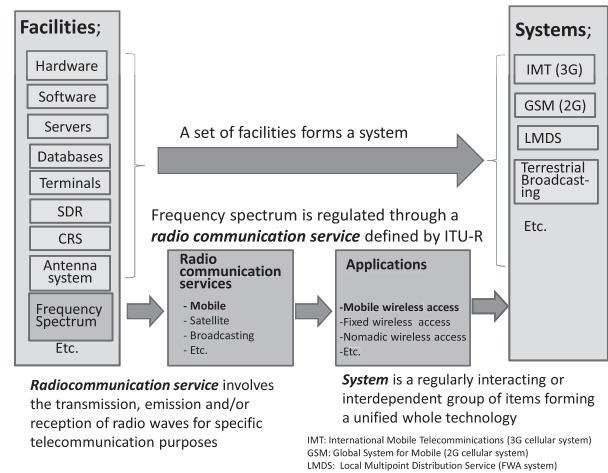 Facilities;
Hardware
Software
Servers
Databases
Terminals
SDR
CRS
Antenna
system
Frequency
Spectrum
Etc.
A set of facilities forms a system
Frequency spectrum is regulated through a
radio communication service defined by ITU-R
Radio
communication
services
- Mobile
- Satellite
- Broadcasting
- Etc.
Applications
-Mobile wireless access
-Fixed wireless access
-Nomadic wireless access
-Etc.
Systems;
IMT (3G)
GSM (2G)
LMDS
Terrestrial
Broadcast-
ing
Etc.
Radiocommunication service involves
the transmission, emission and/or
reception of radio waves for specific
telecommunication purposes
System is a regularly interacting or
interdependent group of items forming
a unified whole technology
IMT: International Mobile Telecomminications (3G cellular system)
GSM: Global System for Mobile (2G cellular system)
LMDS: Local Multipoint Distribution Service (FWA system)